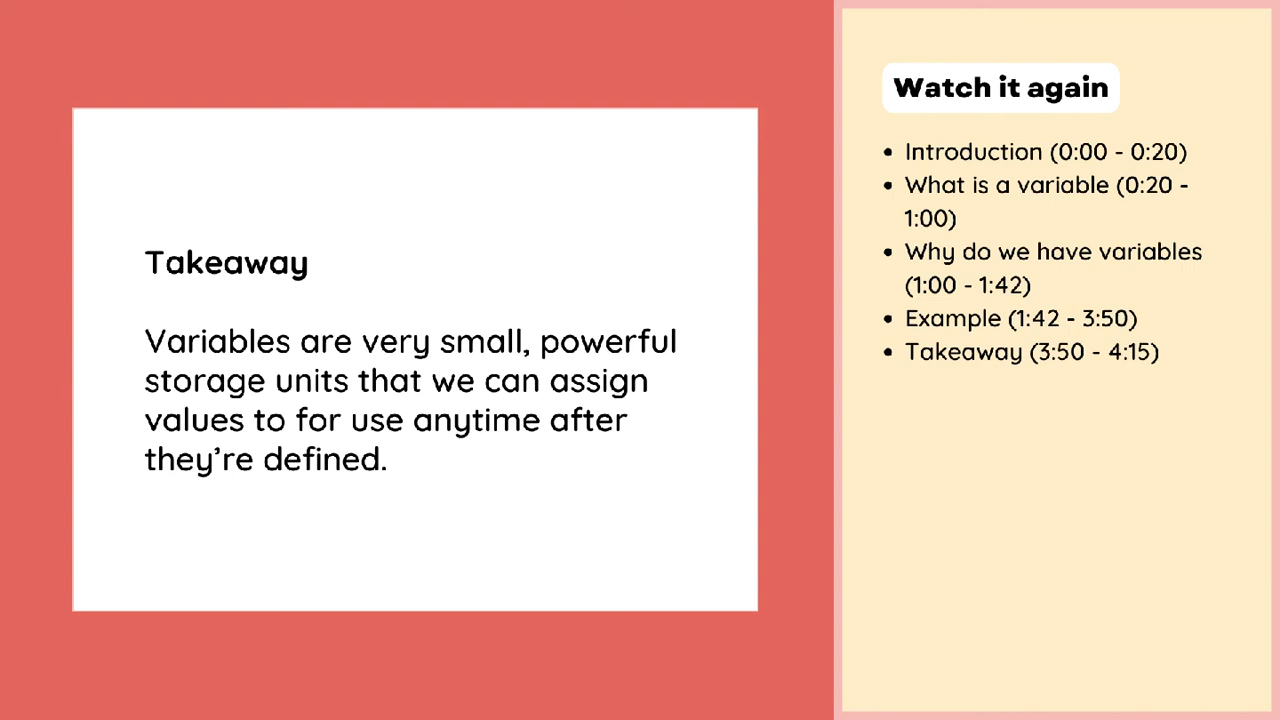 Takeaway
Variables are very small, powerful
storage units that we can assign
values to for use anytime after
they’re defined.
Watch it again
• Introduction (0:00 - 0:20)
• What is a variable (0:20 -
1:00)
• Why do we have variables
(1:00 - 1:42)
• Example (1:42 - 3:50)
• Takeaway (3:50 - 4:15)